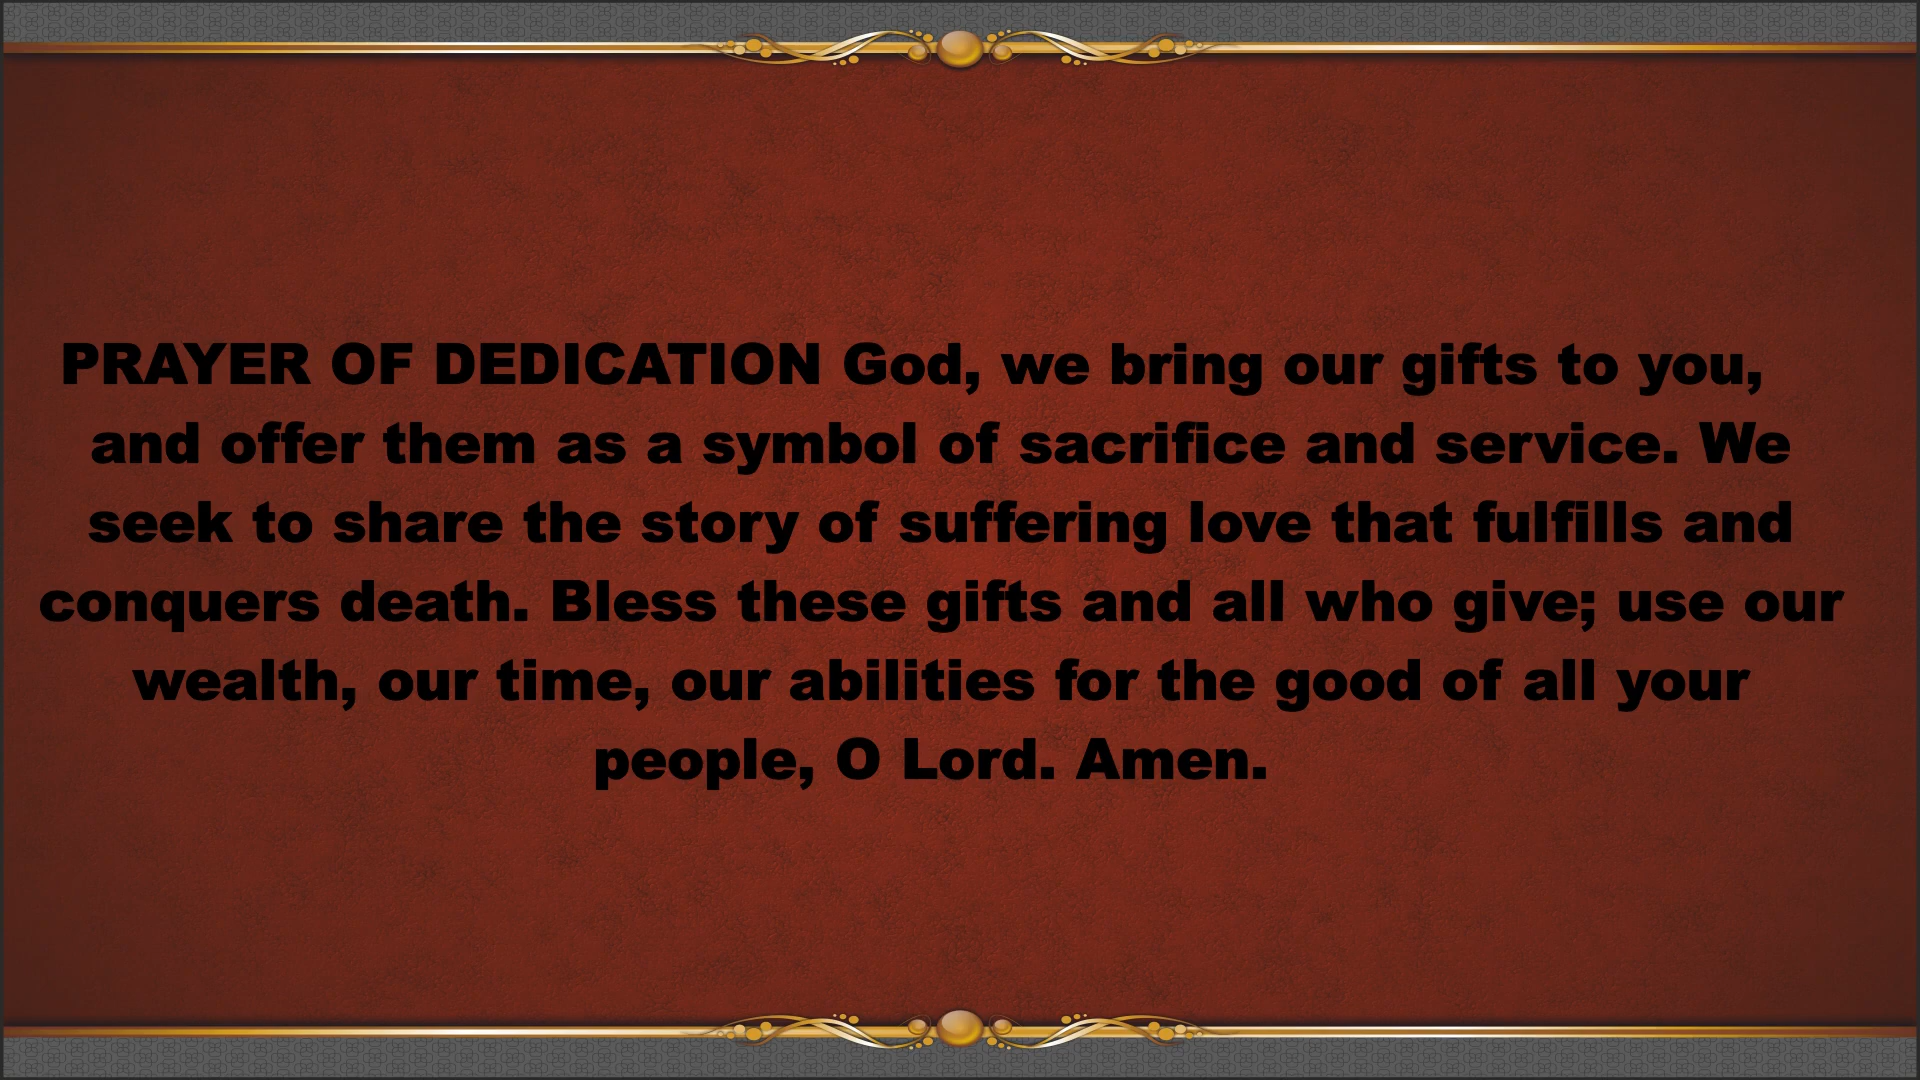 PRAYER OF DEDICATION God, we bring our gifts to you,
and offer them as a symbol of sacrifice and service. We
seek to share the story of suffering love that fulfills and
conquers death. Bless these gifts and all who give; use our
wealth, our time, our abilities for the good of all your
people, O Lord. Amen.